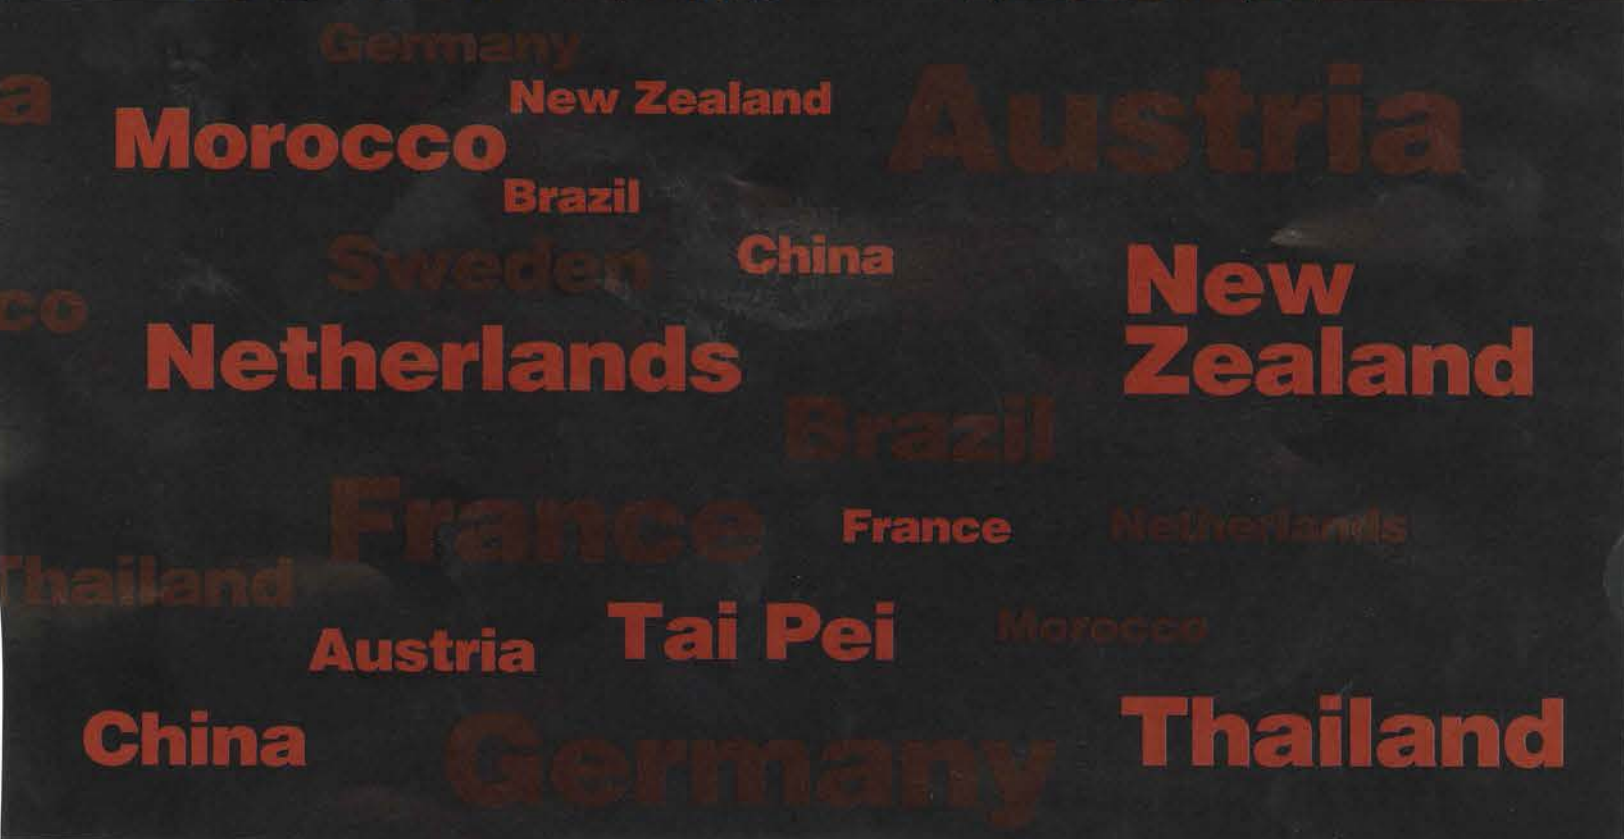 Germany
a
New Zealand
Austria
Morocco
Brazil
Sweden
China
New
Zealand
co
Netherlands
Brazil
France
France
Netherlands
Thailand
Tai Pei
Morocco
Austria
Thailand
China
Germany